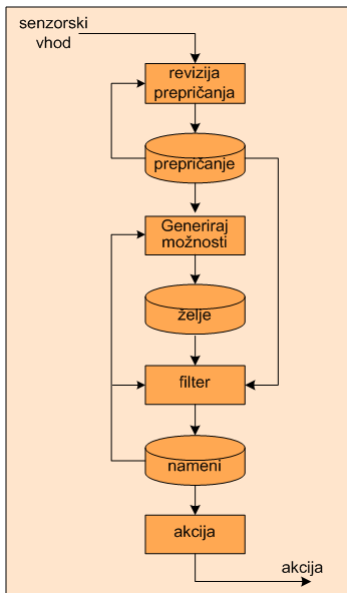 senzorski
vhod
revizija
prepričanja
prepričanje
Generiraj
možnosti
želje
filter
nameni
akcija
akcija